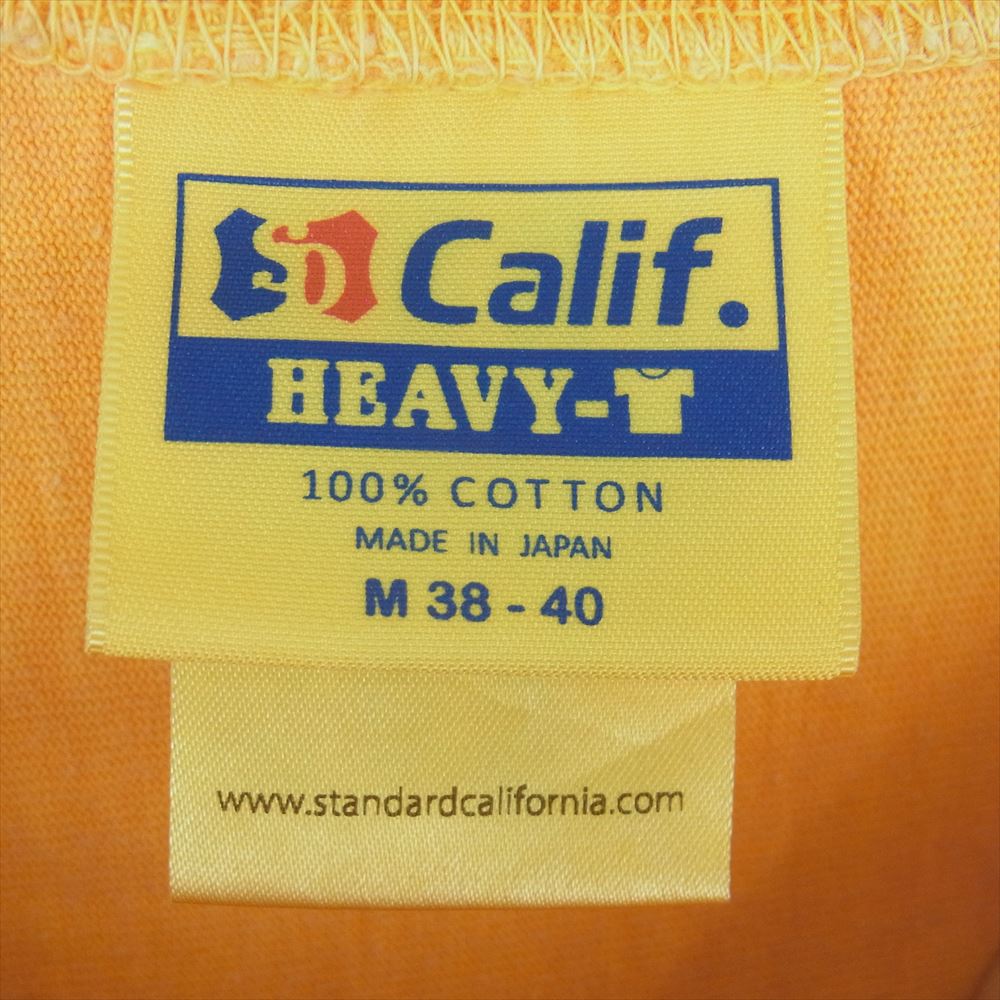 SD Calif.
HEAVY-T
100% COTTON
MADE IN JAPAN
M 38 - 40
www.standardcalifornia.com